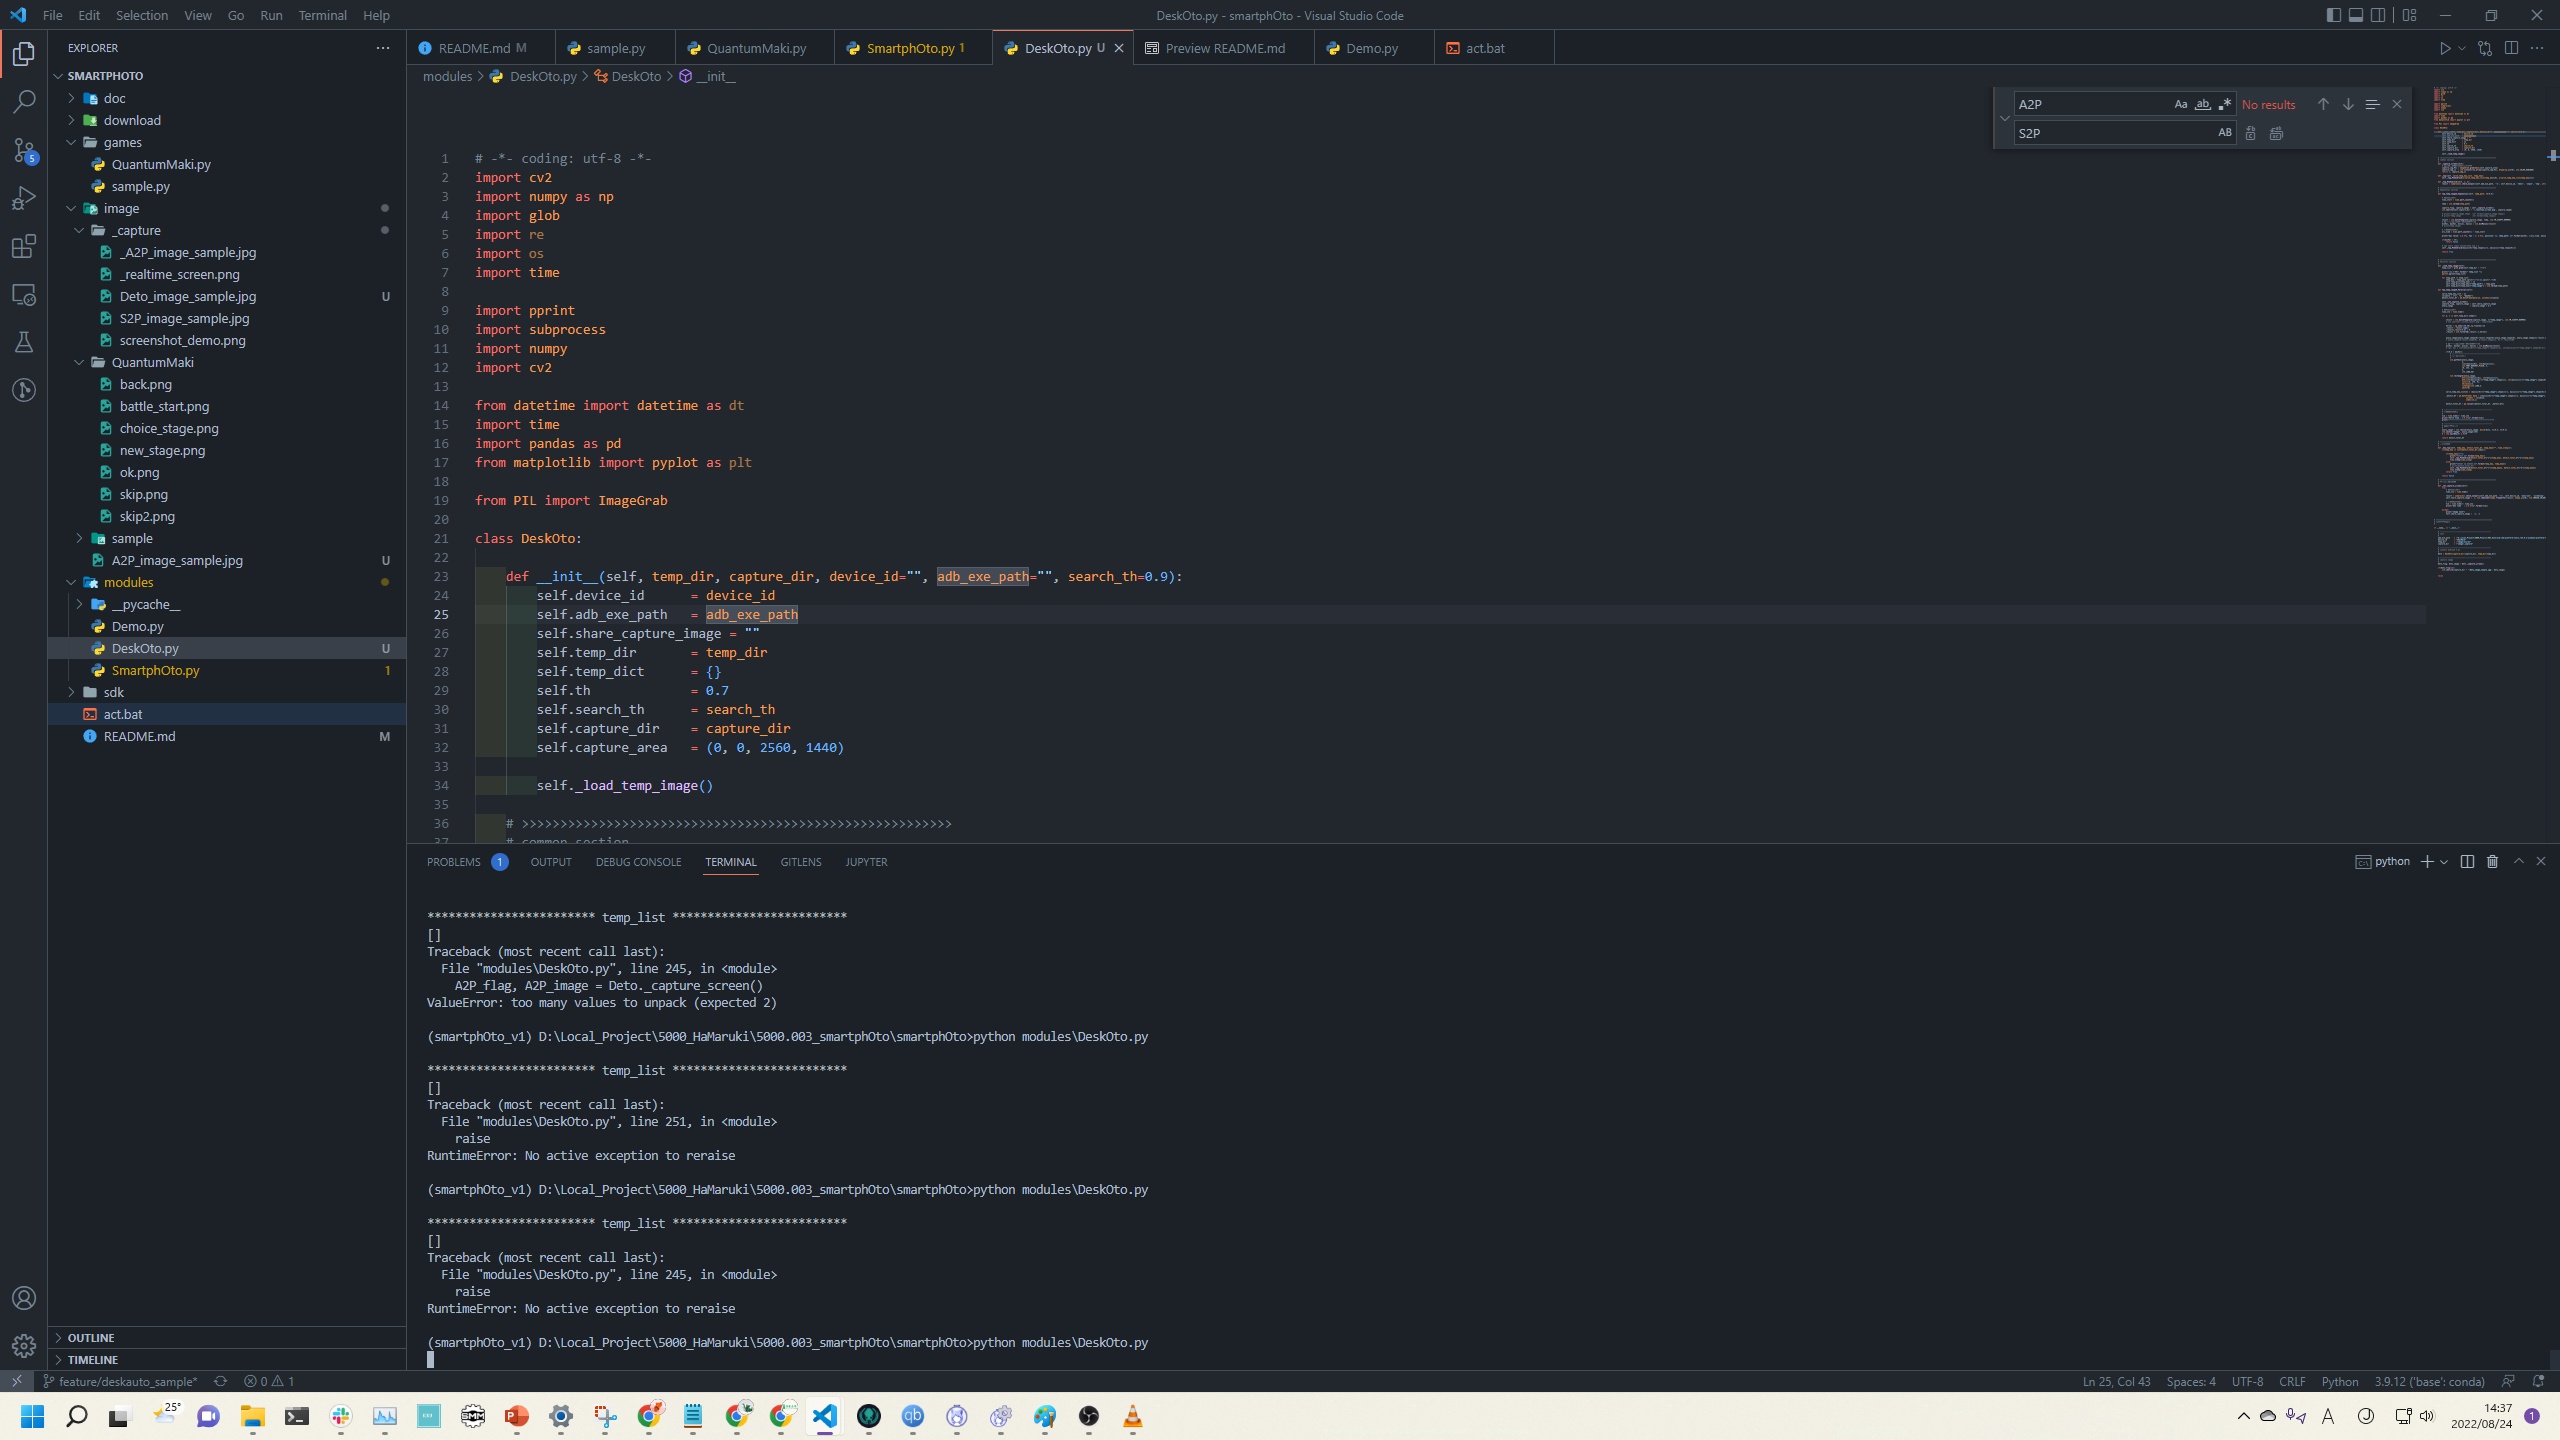 File Edit Selection View Go Run Terminal Help
DeskOto.py - smartphOto - Visual Studio Code
EXPLORER
SMARTPHOTO
doc
download
games
QuantumMaki.py
sample.py
image
_capture
_A2P_image_sample.jpg
_realtime_screen.png
Deto_image_sample.jpg U
S2P_image_sample.jpg
screenshot_demo.png
QuantumMaki
back.png
battle_start.png
choice_stage.png
new_stage.png
ok.png
skip.png
skip2.png
sample
A2P_image_sample.jpg U
modules
__pycache__
Demo.py
DeskOto.py U
SmartphOto.py 1
sdk
act.bat
README.md M
OUTLINE
TIMELINE
5
README.md M sample.py QuantumMaki.py SmartphOto.py 1 DeskOto.py U Preview README.md Demo.py act.bat
modules > DeskOto.py > DeskOto > __init__
A2P Aa ab No results
S2P AB
1 # -*- coding: utf-8 -*-
2 import cv2
3 import numpy as np
4 import glob
5 import re
6 import os
7 import time
8
9 import pprint
10 import subprocess
11 import numpy
12 import cv2
13
14 from datetime import datetime as dt
15 import time
16 import pandas as pd
17 from matplotlib import pyplot as plt
18
19 from PIL import ImageGrab
20
21 class DeskOto:
22
23 def __init__(self, temp_dir, capture_dir, device_id="", adb_exe_path="", search_th=0.9):
24 self.device_id = device_id
25 self.adb_exe_path = adb_exe_path
26 self.share_capture_image = ""
27 self.temp_dir = temp_dir
28 self.temp_dict = {}
29 self.th = 0.7
30 self.search_th = search_th
31 self.capture_dir = capture_dir
32 self.capture_area = (0, 0, 2560, 1440)
33
34 self._load_temp_image()
35
36 # >>>>>>>>>>>>>>>>>>>>>>>>>>>>>>>>>>>>>>>>>>>>>>>>>>>>>>>>
37 # common section
PROBLEMS 1 OUTPUT DEBUG CONSOLE TERMINAL GITLENS JUPYTER
python
************************ temp_list *************************
[]
Traceback (most recent call last):
File "modules\DeskOto.py", line 245, in <module>
A2P_flag, A2P_image = Deto._capture_screen()
ValueError: too many values to unpack (expected 2)
(smartphOto_v1) D:\Local_Project\5000_HaMaruki\5000.003_smartphOto\smartphOto>python modules\DeskOto.py
************************ temp_list *************************
[]
Traceback (most recent call last):
File "modules\DeskOto.py", line 251, in <module>
raise
RuntimeError: No active exception to reraise
(smartphOto_v1) D:\Local_Project\5000_HaMaruki\5000.003_smartphOto\smartphOto>python modules\DeskOto.py
************************ temp_list *************************
[]
Traceback (most recent call last):
File "modules\DeskOto.py", line 245, in <module>
raise
RuntimeError: No active exception to reraise
(smartphOto_v1) D:\Local_Project\5000_HaMaruki\5000.003_smartphOto\smartphOto>python modules\DeskOto.py
feature/deskauto_sample* 0 1
Ln 25, Col 43 Spaces: 4 UTF-8 CRLF Python 3.9.12 ('base': conda)
25°
SMM
qb
A
14:37
2022/08/24
1